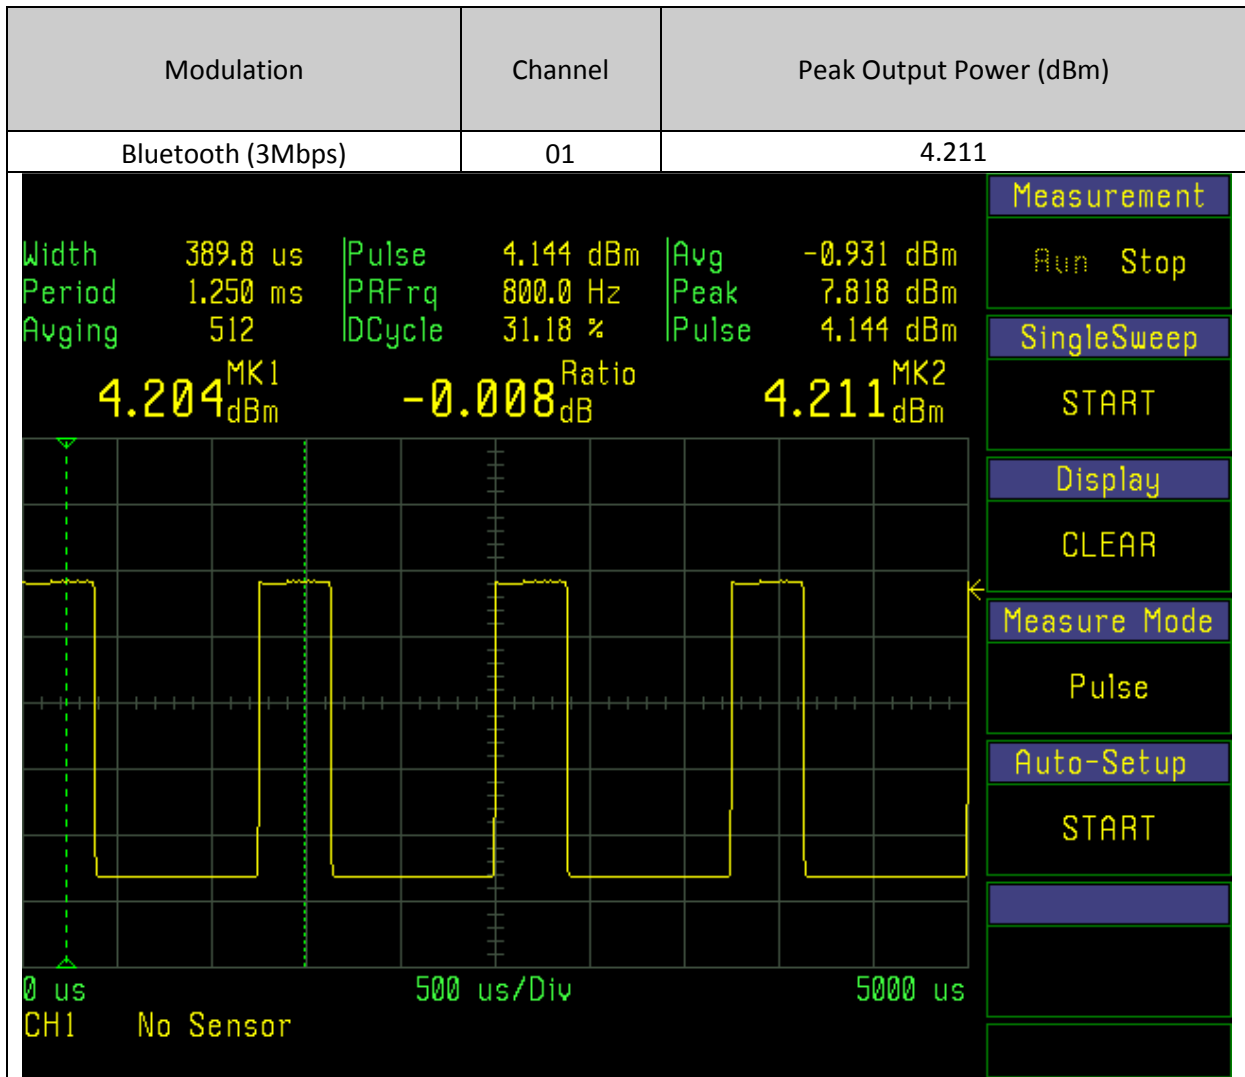 Modulation Channel Peak Output Power (dBm)
Bluetooth (3Mbps) 01 4.211
Measurement
Width 389.8 us Pulse 4.144 dBm Avg -0.931 dBm
Run Stop
Period 1.250 ms PRFrq 800.0 Hz Peak 7.818 dBm
Avging 512 DCycle 31.18 % Pulse 4.144 dBm
SingleSweep
4.204 MK1 dBm -0.008 Ratio dB 4.211 MK2 dBm
START
Display
CLEAR
Measure Mode
Pulse
Auto-Setup
START
0 us 500 us/Div 5000 us
CH1 No Sensor